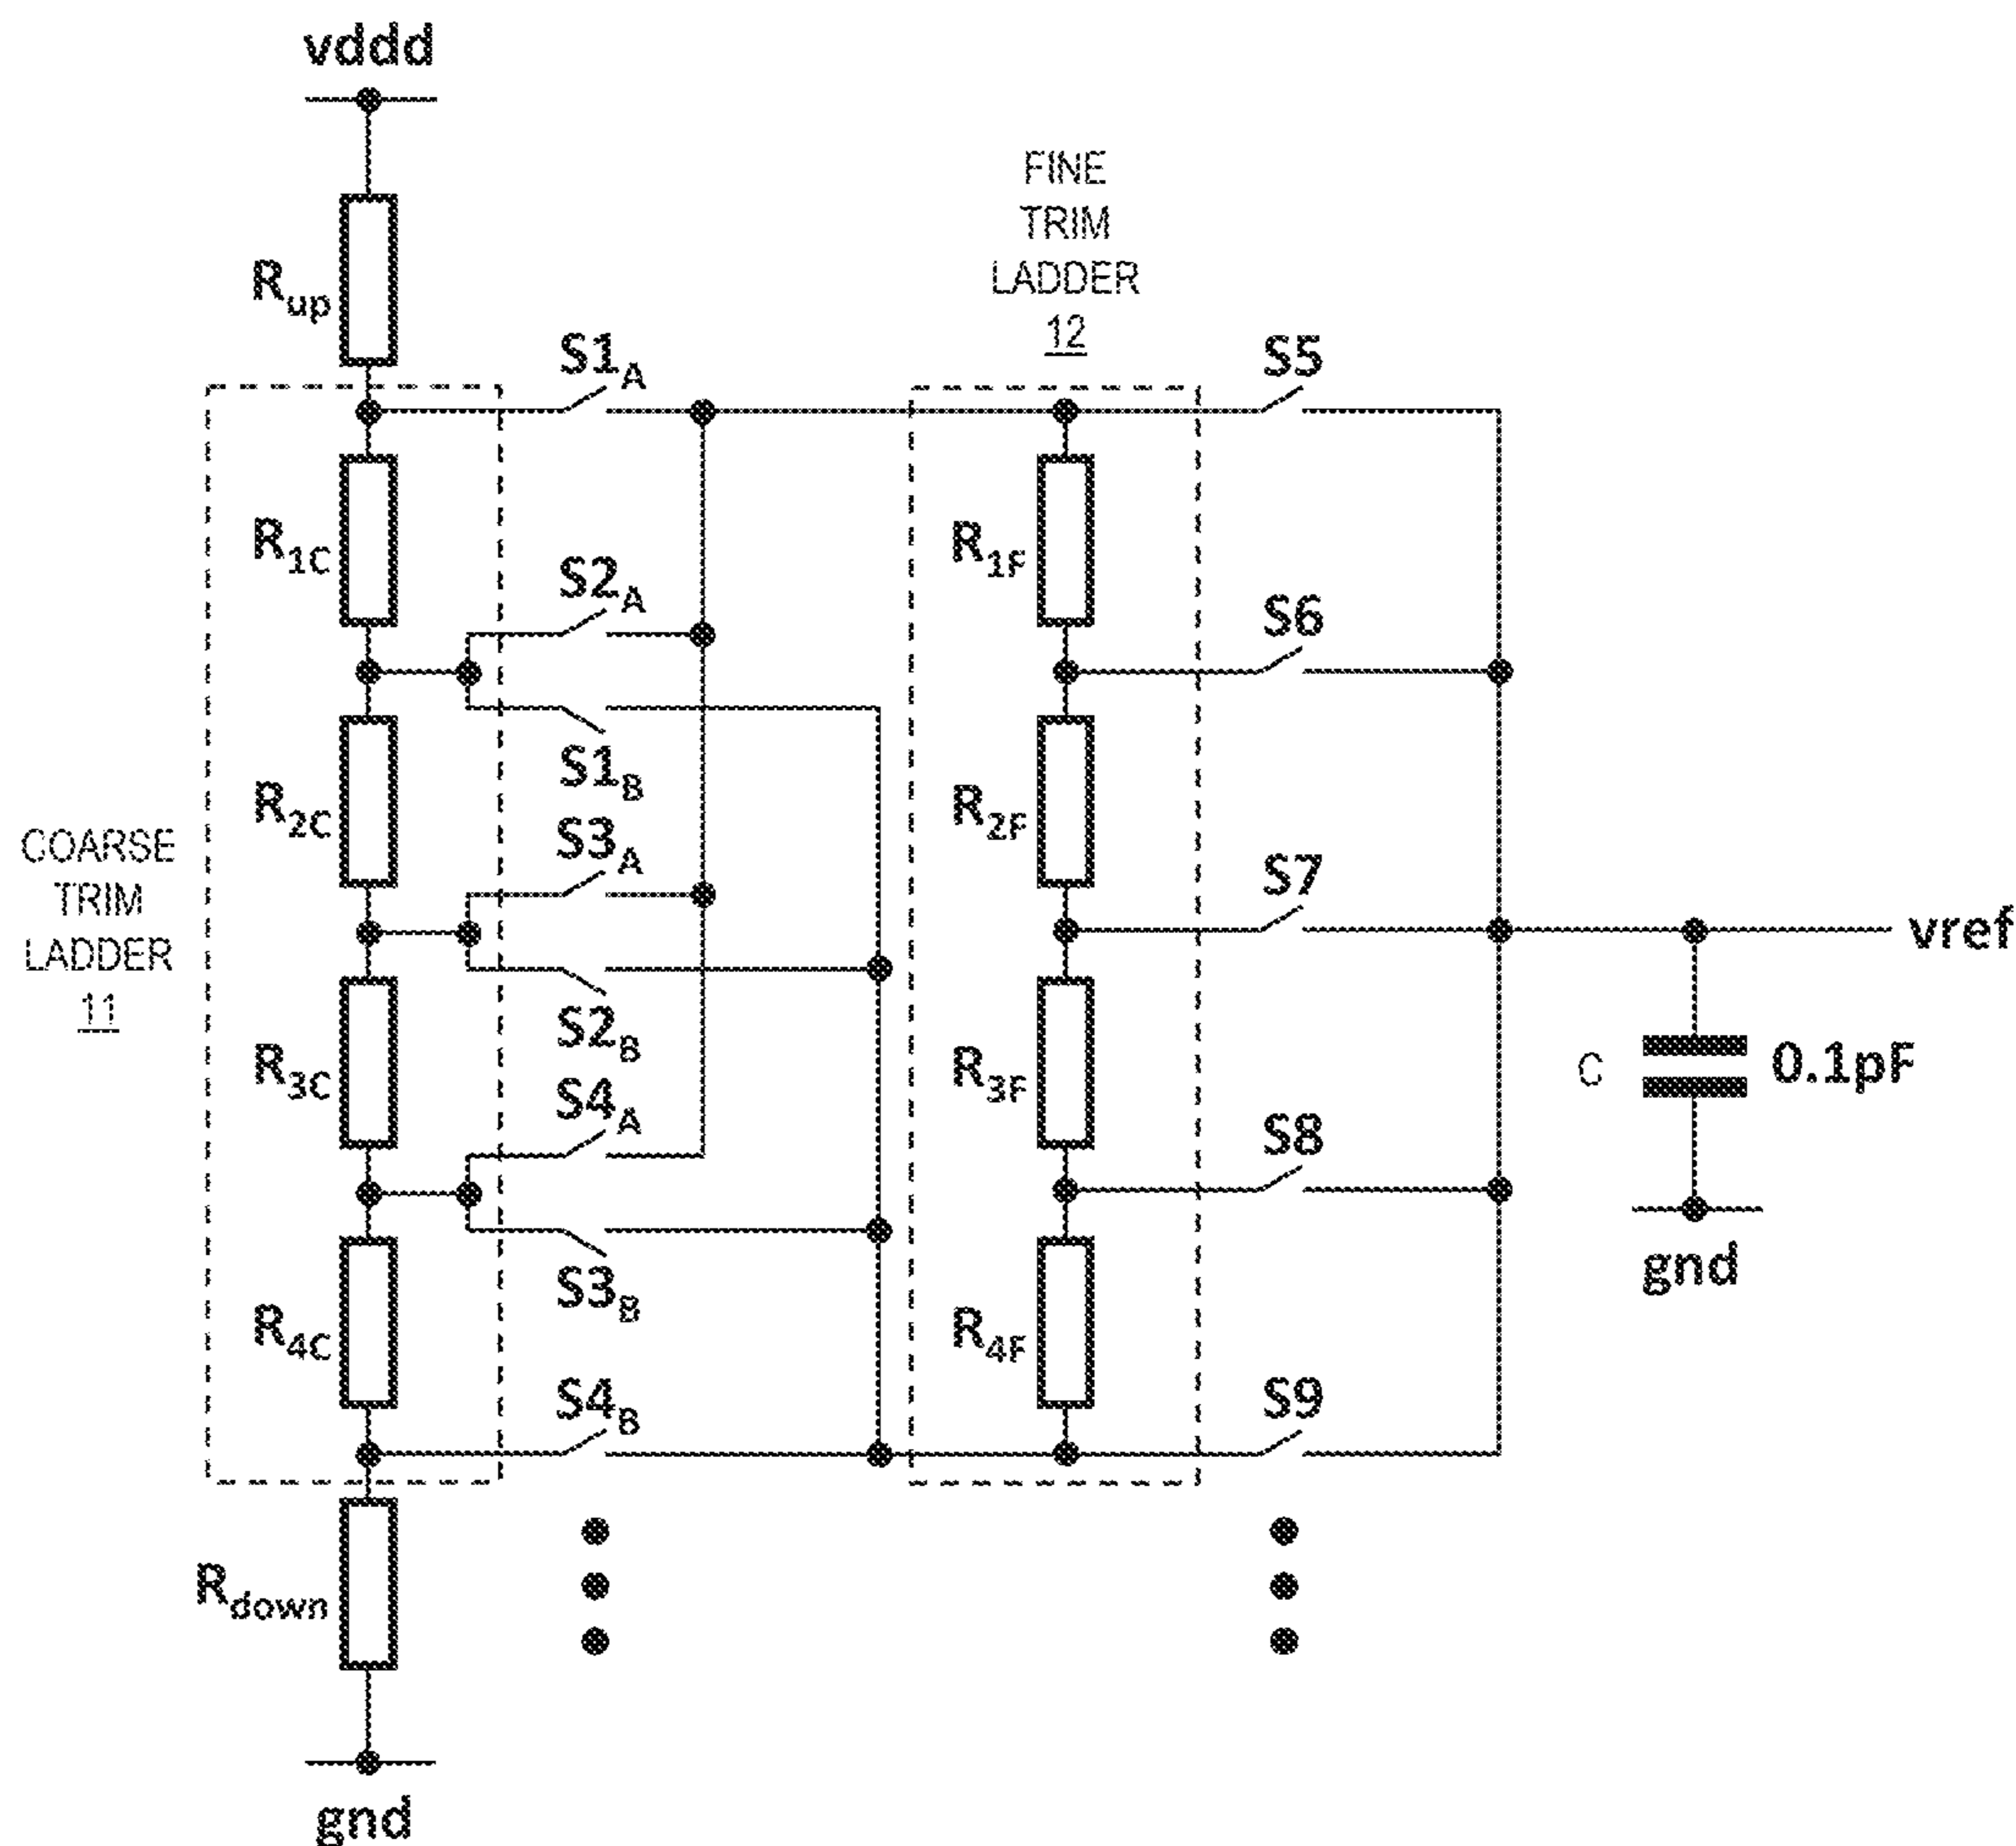 vddd
FINE
TRIM
LADDER
12
Rup
S1A
S5
R1C
S2A
R1F
S6
S1B
R2C
S3A
R2F
S7
COARSE
TRIM
LADDER
11
vref
S2B
R3C
S4A
R3F
S8
C
0.1pF
gnd
S3B
R4C
R4F
S4B
S9
Rdown
gnd